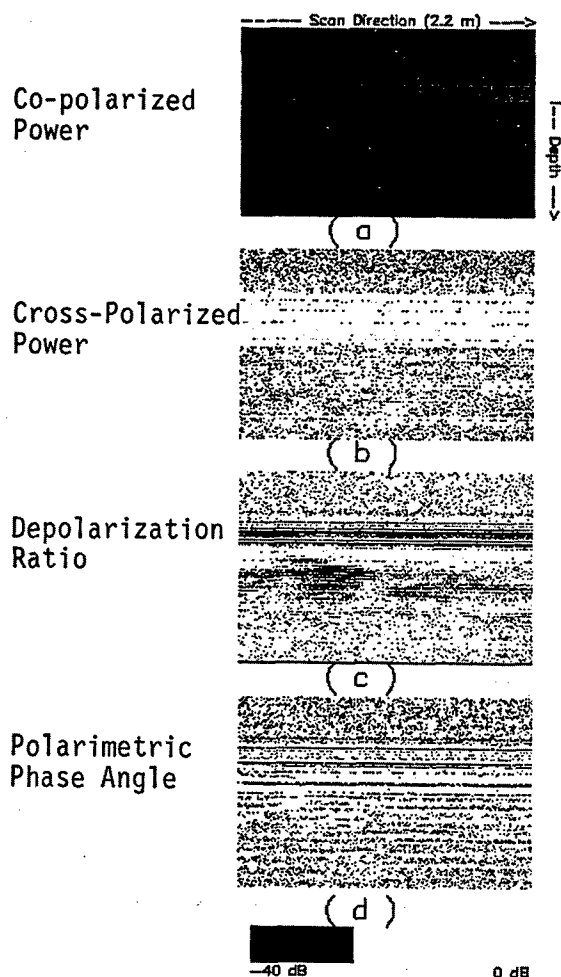 Scan Direction (2.2 m)
Co-polarized
Power
Depth
(a)
Cross-Polarized
Power
(b)
Depolarization
Ratio
(c)
Polarimetric
Phase Angle
(d)
—40 dB
0 dB